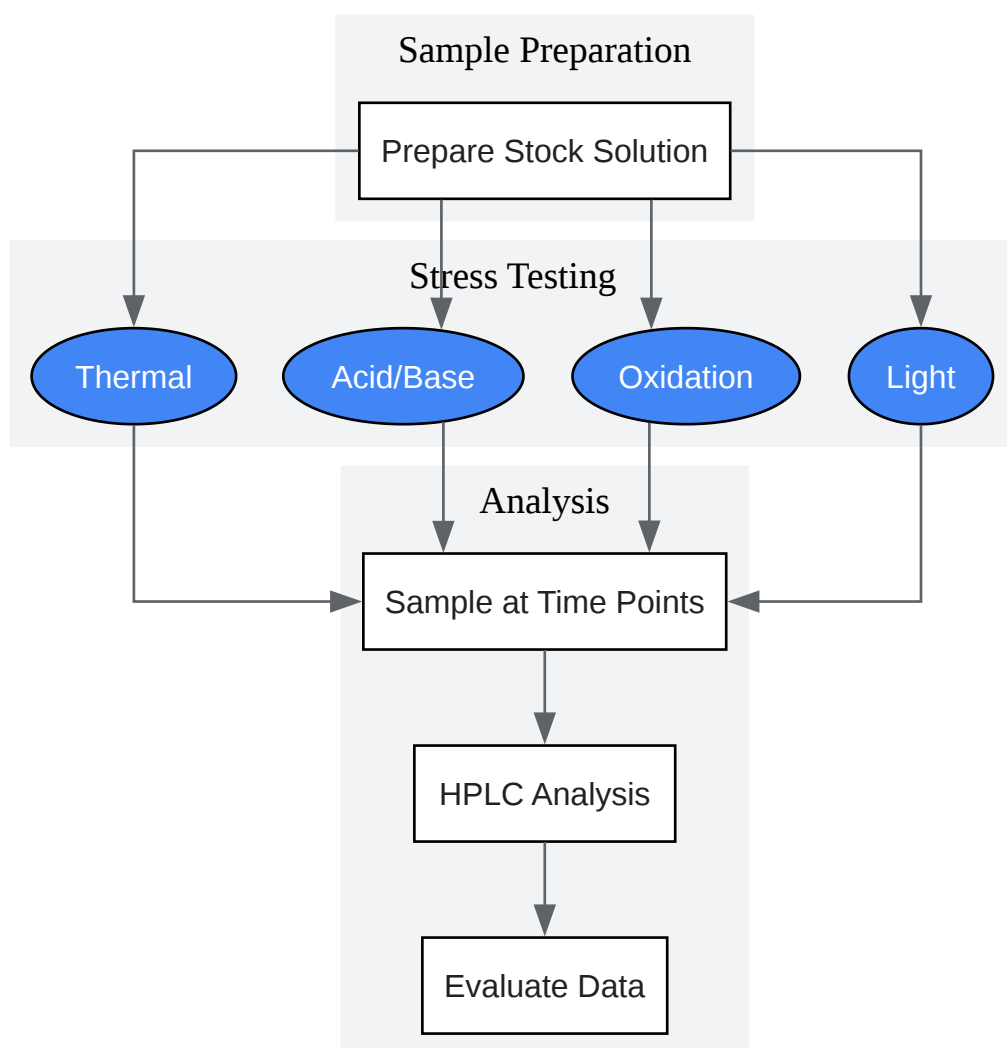 Sample Preparation
Prepare Stock Solution
Stress Testing
Thermal
Acid/Base
Oxidation
Light
Analysis
Sample at Time Points
HPLC Analysis
Evaluate Data